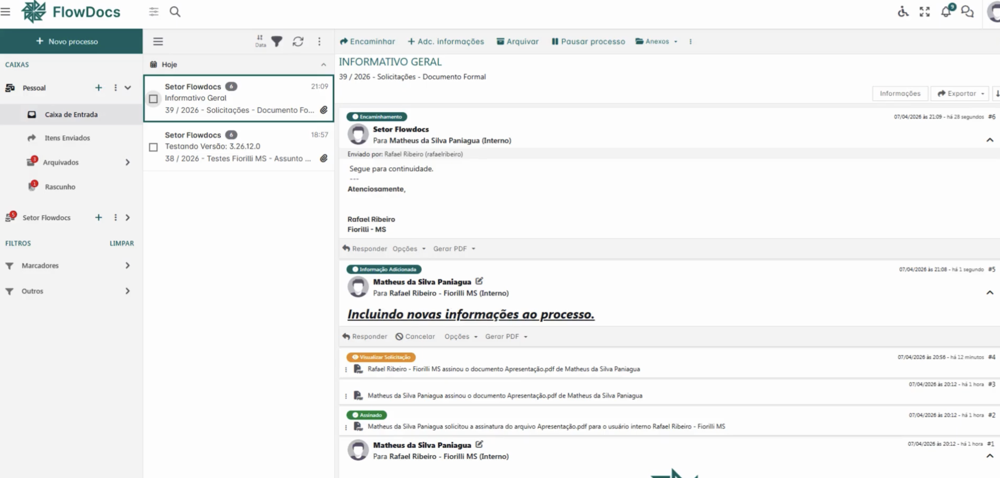 FlowDocs
9
+ Novo processo
Data
Encaminhar + Adc. informações Arquivar Pausar processo Anexos
CAIXAS
Hoje
INFORMATIVO GERAL
39 / 2026 - Solicitações - Documento Formal
Pessoal
Setor Flowdocs 6 21:09
Informativo Geral
39 / 2026 - Solicitações - Documento Fo...
Informações Exportar
Caixa de Entrada
Itens Enviados
3 Arquivados
1 Rascunho
Setor Flowdocs 6 18:57
Testando Versão: 3.26.12.0
38 / 2026 - Testes Fiorilli MS - Assunto ...
5 Setor Flowdocs
FILTROS LIMPAR
Marcadores
Outros
Encaminhamento 07/04/2026 às 21:09 - há 28 segundos #6
Setor Flowdocs
Para Matheus da Silva Paniagua (Interno)
Enviado por: Rafael Ribeiro (rafaelribeiro)
Segue para continuidade.
---
Atenciosamente,
Rafael Ribeiro
Fiorilli - MS
Responder Opções Gerar PDF
Informação Adicionada 07/04/2026 às 21:08 - há 1 segundo #5
Matheus da Silva Paniagua
Para Rafael Ribeiro - Fiorilli MS (Interno)
Incluindo novas informações ao processo.
Responder Cancelar Opções Gerar PDF
Visualizar Solicitação 07/04/2026 às 20:56 - há 12 minutos #4
Rafael Ribeiro - Fiorilli MS assinou o documento Apresentação.pdf de Matheus da Silva Paniagua
07/04/2026 às 20:12 - há 1 hora #3
Matheus da Silva Paniagua assinou o documento Apresentação.pdf de Matheus da Silva Paniagua
Assinado 07/04/2026 às 20:12 - há 1 hora #2
Matheus da Silva Paniagua solicitou a assinatura do arquivo Apresentação.pdf para o usuário interno Rafael Ribeiro - Fiorilli MS
Matheus da Silva Paniagua 07/04/2026 às 20:12 - há 1 hora #1
Para Rafael Ribeiro - Fiorilli MS (Interno)